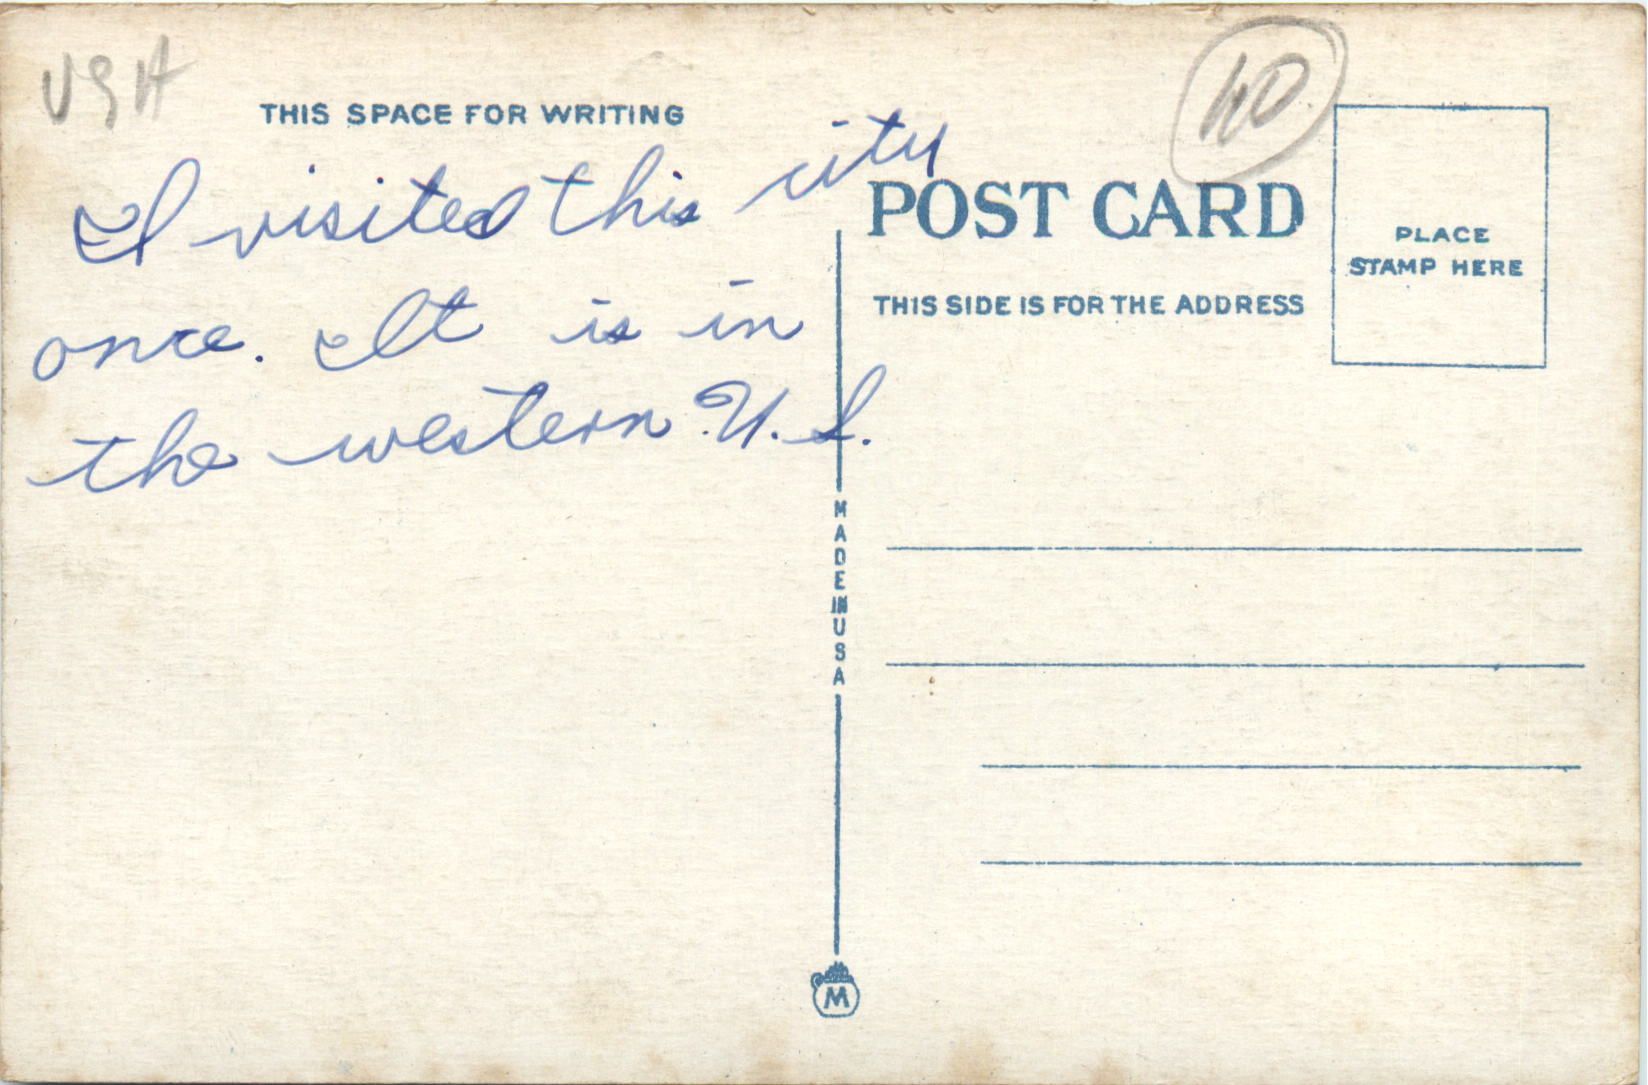 USA
40
THIS SPACE FOR WRITING
I visited this city
once. It is in
the western U.S.
POST CARD
THIS SIDE IS FOR THE ADDRESS
PLACE
STAMP HERE
MADE IN USA
M